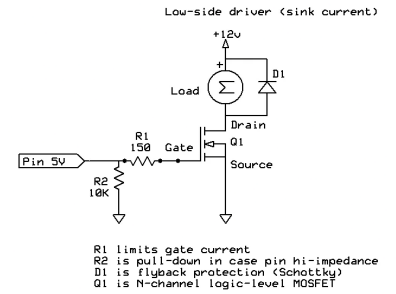 Low-side driver (sink current)
+12v
+
D1
Load
Σ
Drain
R1
150
Gate
Q1
Pin 5V
Source
R2
10K
R1 limits gate current
R2 is pull-down in case pin hi-impedance
D1 is flyback protection (Schottky)
Q1 is N-channel logic-level MOSFET